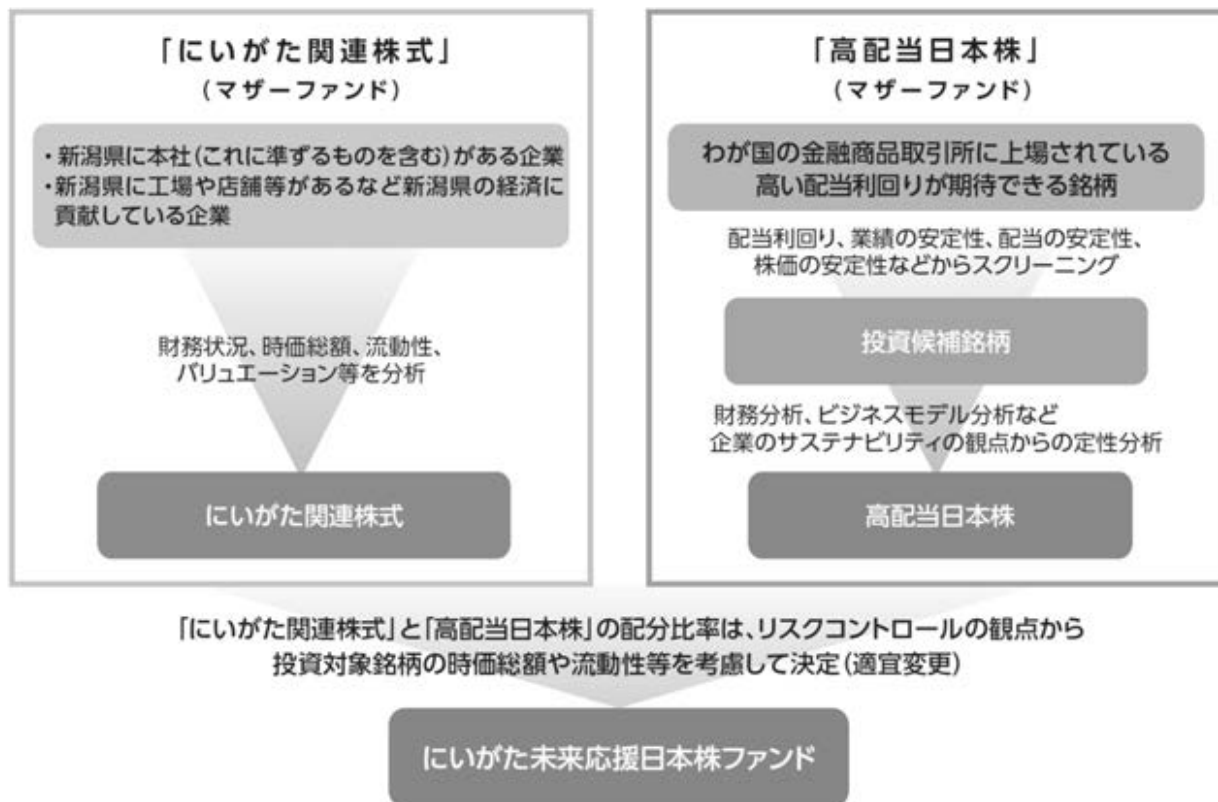 「にいがた関連株式」
(マザーファンド)
・新潟県に本社(これに準ずるものを含む)がある企業
・新潟県に工場や店舗等があるなど新潟県の経済に
貢献している企業
財務状況、時価総額、流動性、
バリュエーション等を分析
にいがた関連株式
「高配当日本株」
(マザーファンド)
わが国の金融商品取引所に上場されている
高い配当利回りが期待できる銘柄
配当利回り、業績の安定性、配当の安定性、
株価の安定性などからスクリーニング
投資候補銘柄
財務分析、ビジネスモデル分析など
企業のサステナビリティの観点からの定性分析
高配当日本株
「にいがた関連株式」と「高配当日本株」の配分比率は、リスクコントロールの観点から
投資対象銘柄の時価総額や流動性等を考慮して決定(適宜変更)
にいがた未来応援日本株ファンド